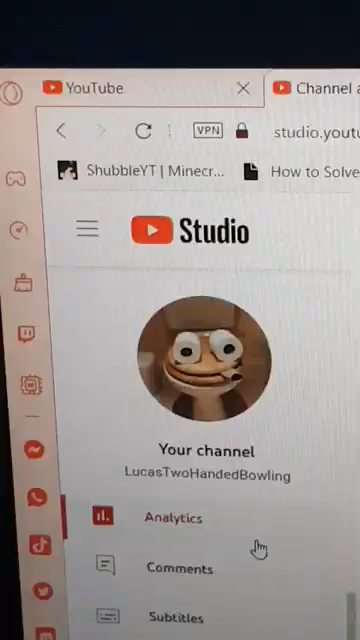 YouTube
Channel a
VPN
studio.youtu
ShubbleYT | Minecr...
How to Solve
Studio
Your channel
LucasTwoHandedBowling
Analytics
Comments
Subtitles